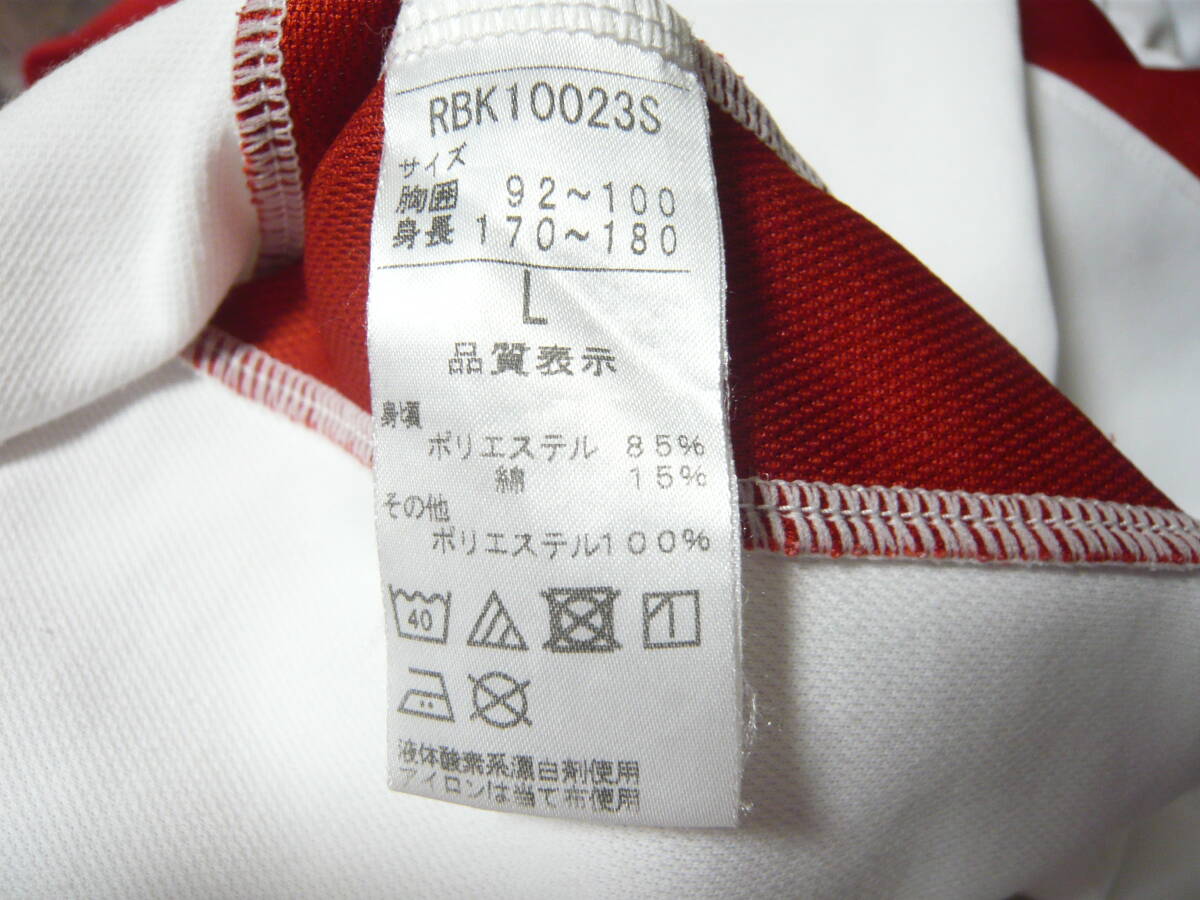 RBK10023S
サイズ
胸囲 92~100
身長 170~180
L
品質表示
身頃
ポリエステル 85%
綿 15%
その他
ポリエステル100%
40
液体酸素系漂白剤使用
アイロンは当て布使用